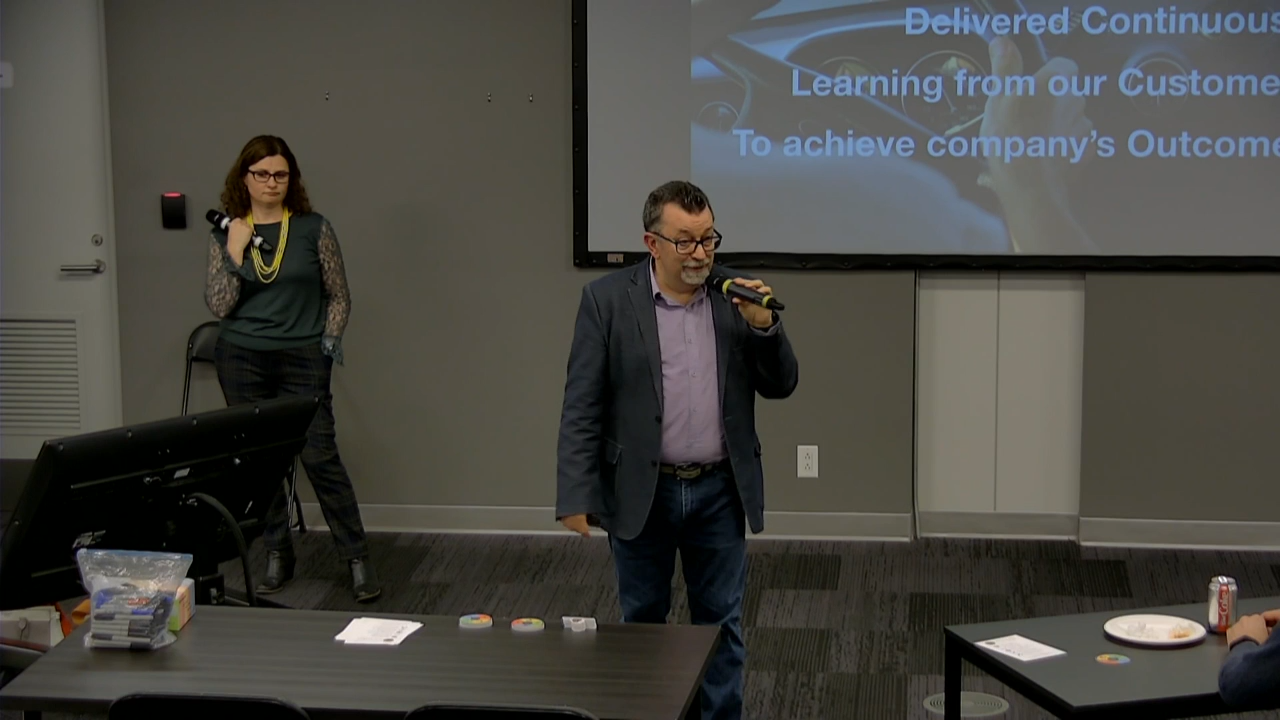 Delivered Continuous
Learning from our Custome
To achieve company's Outcome